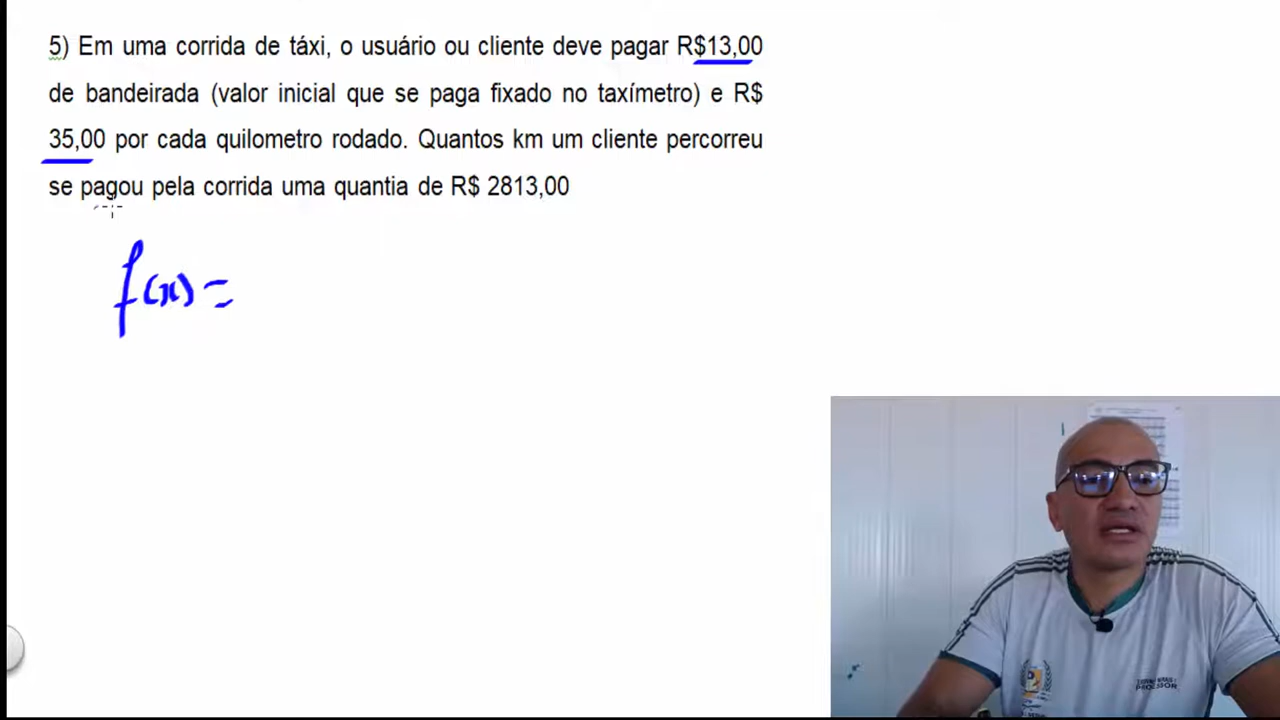 5) Em uma corrida de táxi, o usuário ou cliente deve pagar R$13,00
de bandeirada (valor inicial que se paga fixado no taxímetro) e R$
35,00 por cada quilometro rodado. Quantos km um cliente percorreu
se pagou pela corrida uma quantia de R$ 2813,00
f(x)=
PROFESSOR